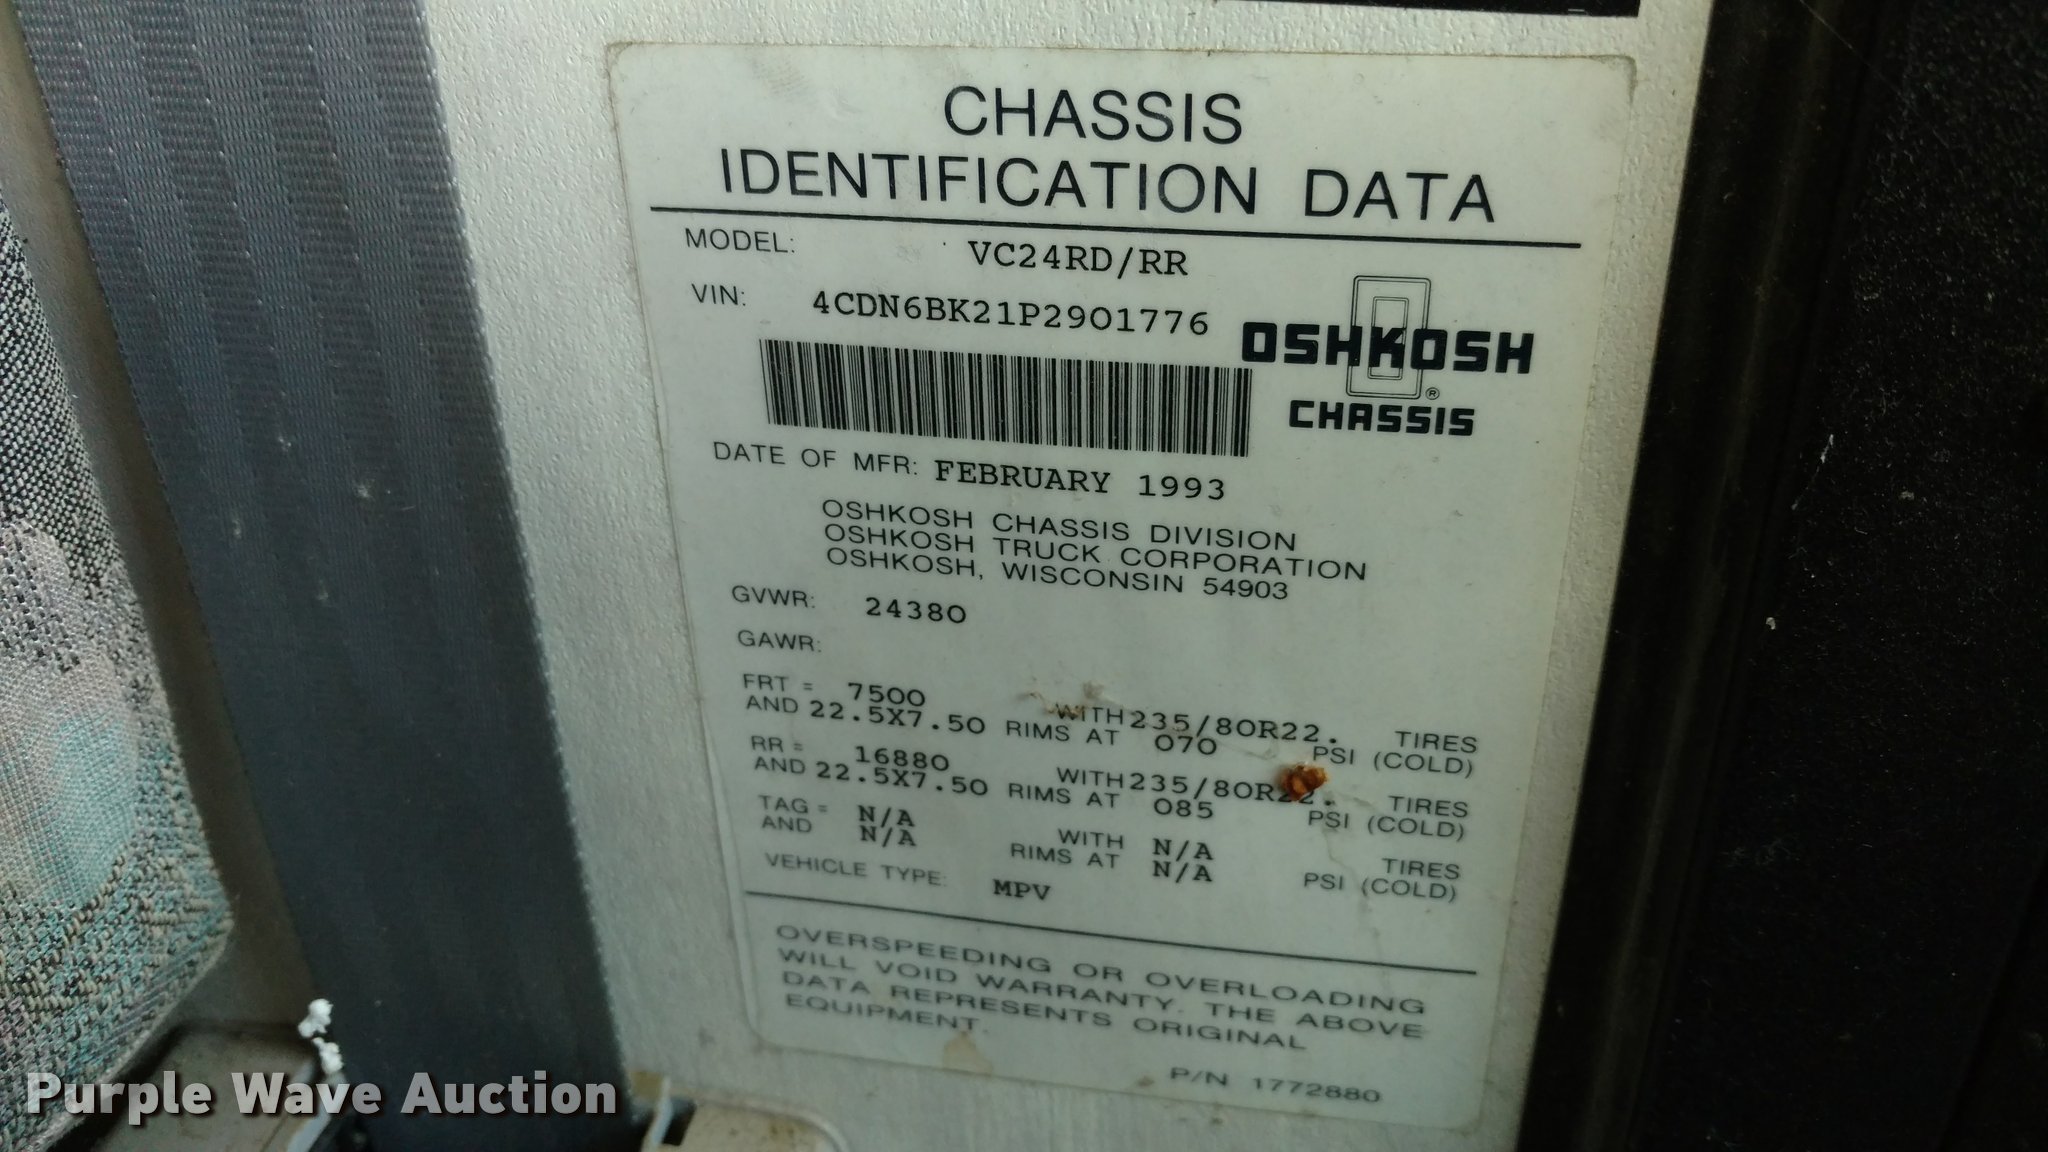 CHASSIS
IDENTIFICATION DATA
MODEL: VC24RD/RR
VIN: 4CDN6BK21P2901776
OSHKOSH
®
CHASSIS
DATE OF MFR: FEBRUARY 1993
OSHKOSH CHASSIS DIVISION
OSHKOSH TRUCK CORPORATION
OSHKOSH, WISCONSIN 54903
GVWR: 24380
GAWR:
FRT = 7500 WITH 235/80R22. TIRES
AND 22.5X7.50 RIMS AT 070 PSI (COLD)
RR = 16880 WITH 235/80R22. TIRES
AND 22.5X7.50 RIMS AT 085 PSI (COLD)
TAG = N/A WITH N/A TIRES
AND N/A RIMS AT N/A PSI (COLD)
VEHICLE TYPE: MPV
OVERSPEEDING OR OVERLOADING
WILL VOID WARRANTY. THE ABOVE
DATA REPRESENTS ORIGINAL
EQUIPMENT.
P/N 1772880
Purple Wave Auction